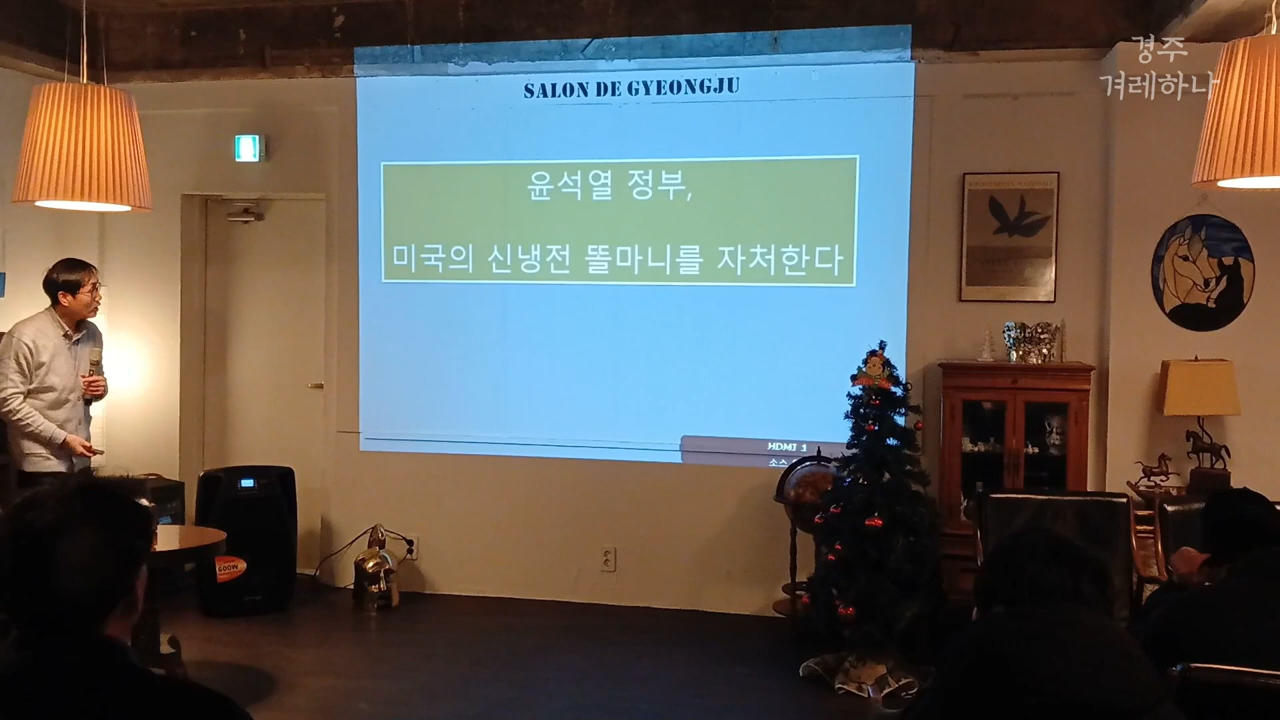 경주
겨레하나
SALON DE GYEONGJU
윤석열 정부,
미국의 신냉전 똘마니를 자처한다
HDMI 1
600W